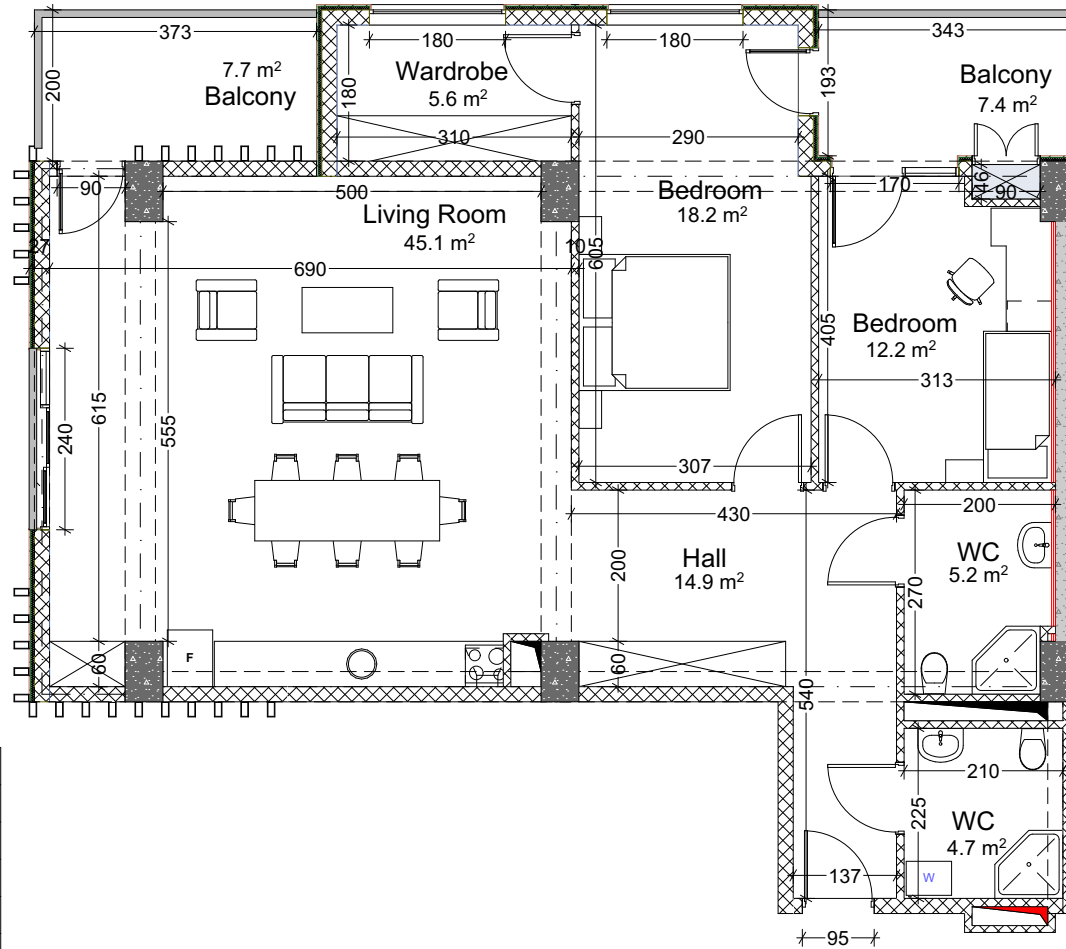 373
180
180
343
7.7 m²
Balcony
200
Wardrobe
5.6 m²
180
193
Balcony
7.4 m²
310
290
90
500
Bedroom
18.2 m²
170
46
90
Living Room
45.1 m²
27
690
10
605
405
Bedroom
12.2 m²
313
240
615
555
307
430
200
Hall
14.9 m²
200
WC
5.2 m²
270
60
F
60
540
210
225
WC
4.7 m²
137
W
95